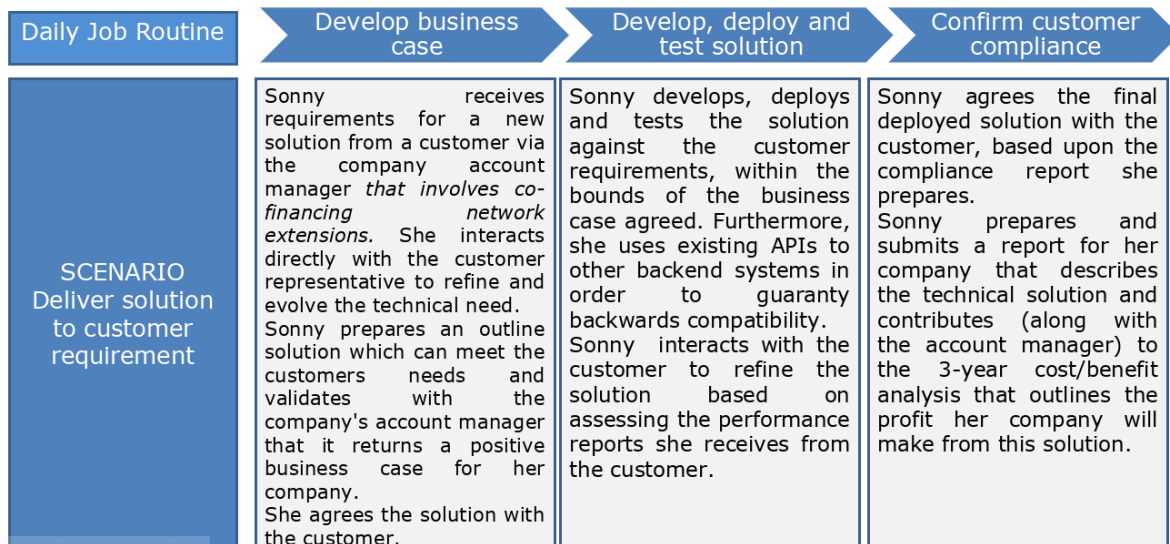 Daily Job Routine
Develop business
case
Develop, deploy and
test solution
Confirm customer
compliance
SCENARIO
Deliver solution
to customer
requirement
Sonny receives
requirements for a new
solution from a customer via
the company account
manager that involves co-
financing network
extensions. She interacts
directly with the customer
representative to refine and
evolve the technical need.
Sonny prepares an outline
solution which can meet the
customers needs and
validates with the
company's account manager
that it returns a positive
business case for her
company.
She agrees the solution with
the customer.
Sonny develops, deploys
and tests the solution
against the customer
requirements, within the
bounds of the business
case agreed. Furthermore,
she uses existing APIs to
other backend systems in
order to guaranty
backwards compatibility.
Sonny interacts with the
customer to refine the
solution based on
assessing the performance
reports she receives from
the customer.
Sonny agrees the final
deployed solution with the
customer, based upon the
compliance report she
prepares.
Sonny prepares and
submits a report for her
company that describes
the technical solution and
contributes (along with
the account manager) to
the 3-year cost/benefit
analysis that outlines the
profit her company will
make from this solution.